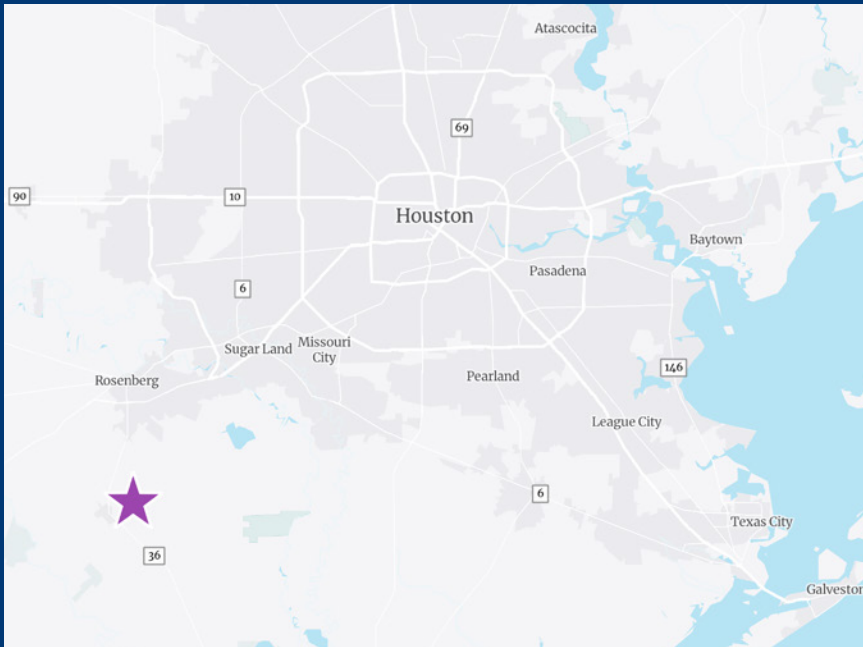 Atascocita
69
90
10
Houston
Baytown
Pasadena
6
Sugar Land
Missouri
City
146
Rosenberg
Pearland
League City
6
Texas City
36
Galveston